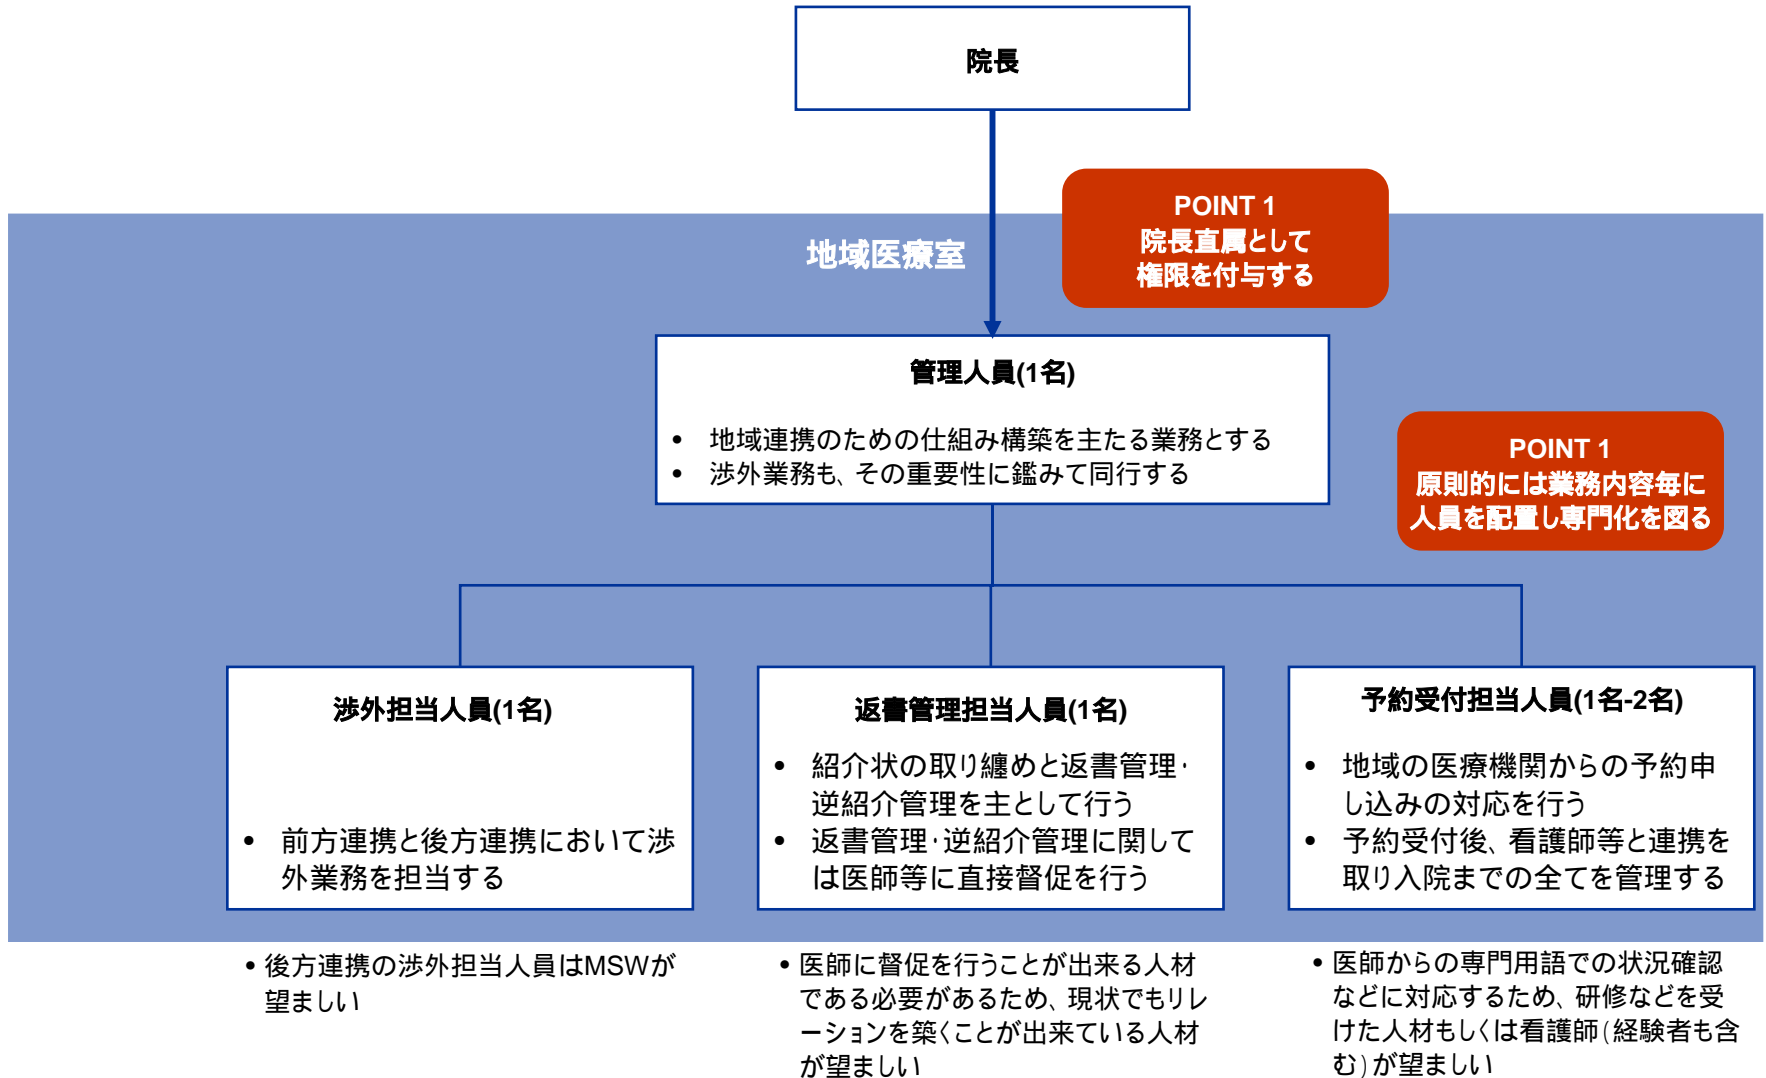 院長
POINT 1
院長直属として
権限を付与する
地域医療室
管理人員(1名)
• 地域連携のための仕組み構築を主たる業務とする
• 渉外業務も、その重要性に鑑みて同行する
POINT 1
原則的には業務内容毎に
人員を配置し専門化を図る
渉外担当人員(1名)
• 前方連携と後方連携において渉
外業務を担当する
返書管理担当人員(1名)
• 紹介状の取り纏めと返書管理・
逆紹介管理を主として行う
• 返書管理・逆紹介管理に関して
は医師等に直接督促を行う
予約受付担当人員(1名-2名)
• 地域の医療機関からの予約申
し込みの対応を行う
• 予約受付後、看護師等と連携を
取り入院までの全てを管理する
• 後方連携の渉外担当人員はMSWが
望ましい
• 医師に督促を行うことが出来る人材
である必要があるため、現状でもリレ
ーションを築くことが出来ている人材
が望ましい
• 医師からの専門用語での状況確認
などに対応するため、研修などを受
けた人材もしくは看護師(経験者も含
む)が望ましい